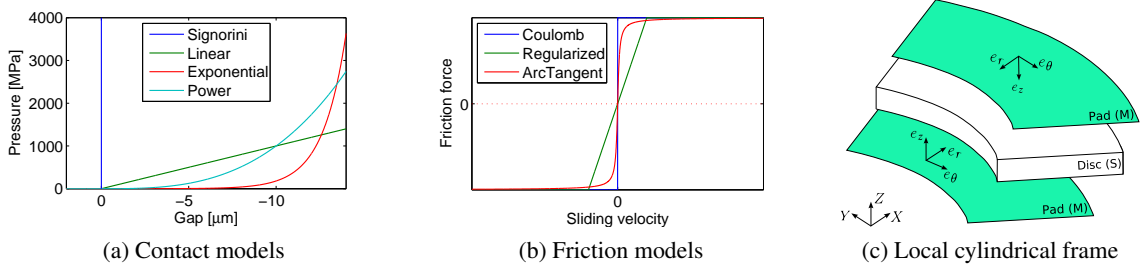 4000
3000
2000
1000
0
Pressure [MPa]
Signorini
Linear
Exponential
Power
0
−5
−10
Gap [μm]
(a) Contact models
Friction force
0
Coulomb
Regularized
ArcTangent
0
Sliding velocity
(b) Friction models
e_r
e_θ
e_z
Pad (M)
e_z
e_r
e_θ
Disc (S)
Pad (M)
Z
Y
X
(c) Local cylindrical frame